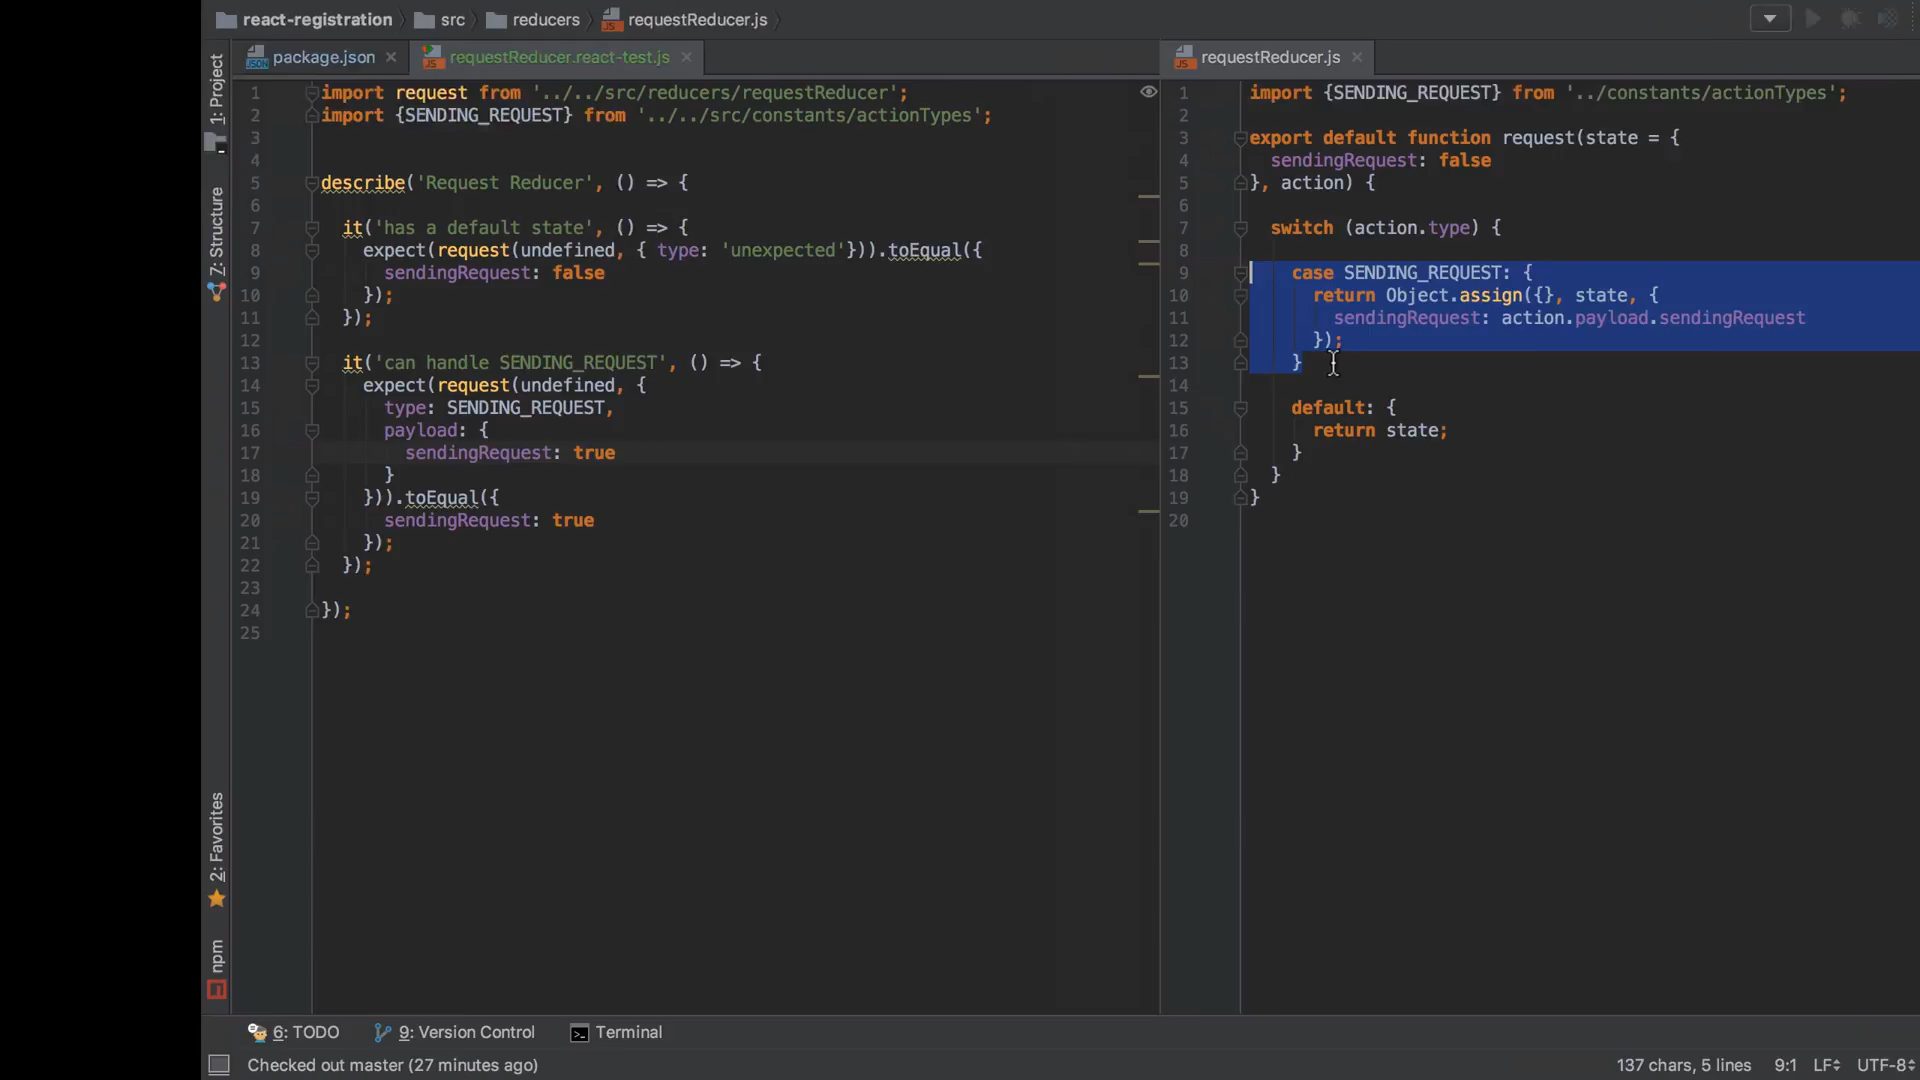 react-registration src reducers requestReducer.js
1: Project
7: Structure
2: Favorites
npm
package.json requestReducer.react-test.js
1 import request from '../../src/reducers/requestReducer';
2 import {SENDING_REQUEST} from '../../src/constants/actionTypes';
3
4
5 describe('Request Reducer', () => {
6
7 it('has a default state', () => {
8 expect(request(undefined, { type: 'unexpected'})).toEqual({
9 sendingRequest: false
10 });
11 });
12
13 it('can handle SENDING_REQUEST', () => {
14 expect(request(undefined, {
15 type: SENDING_REQUEST,
16 payload: {
17 sendingRequest: true
18 }
19 })).toEqual({
20 sendingRequest: true
21 });
22 });
23
24 });
25
requestReducer.js
1 import {SENDING_REQUEST} from '../constants/actionTypes';
2
3 export default function request(state = {
4 sendingRequest: false
5 }, action) {
6
7 switch (action.type) {
8
9 case SENDING_REQUEST: {
10 return Object.assign({}, state, {
11 sendingRequest: action.payload.sendingRequest
12 });
13 }
14
15 default: {
16 return state;
17 }
18 }
19 }
20
6: TODO 9: Version Control Terminal
Checked out master (27 minutes ago) 137 chars, 5 lines 9:1 LF UTF-8